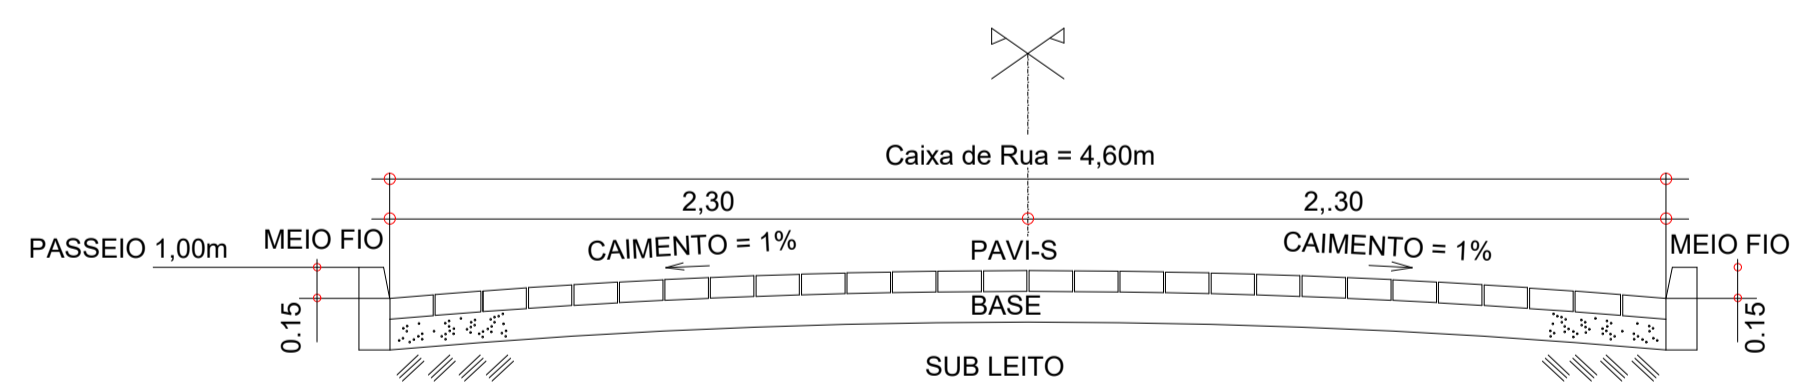 Caixa de Rua = 4,60m
2,30
2,.30
PASSEIO 1,00m
MEIO FIO
CAIMENTO = 1%
PAVI-S
CAIMENTO = 1%
MEIO FIO
0.15
BASE
0.15
SUB LEITO